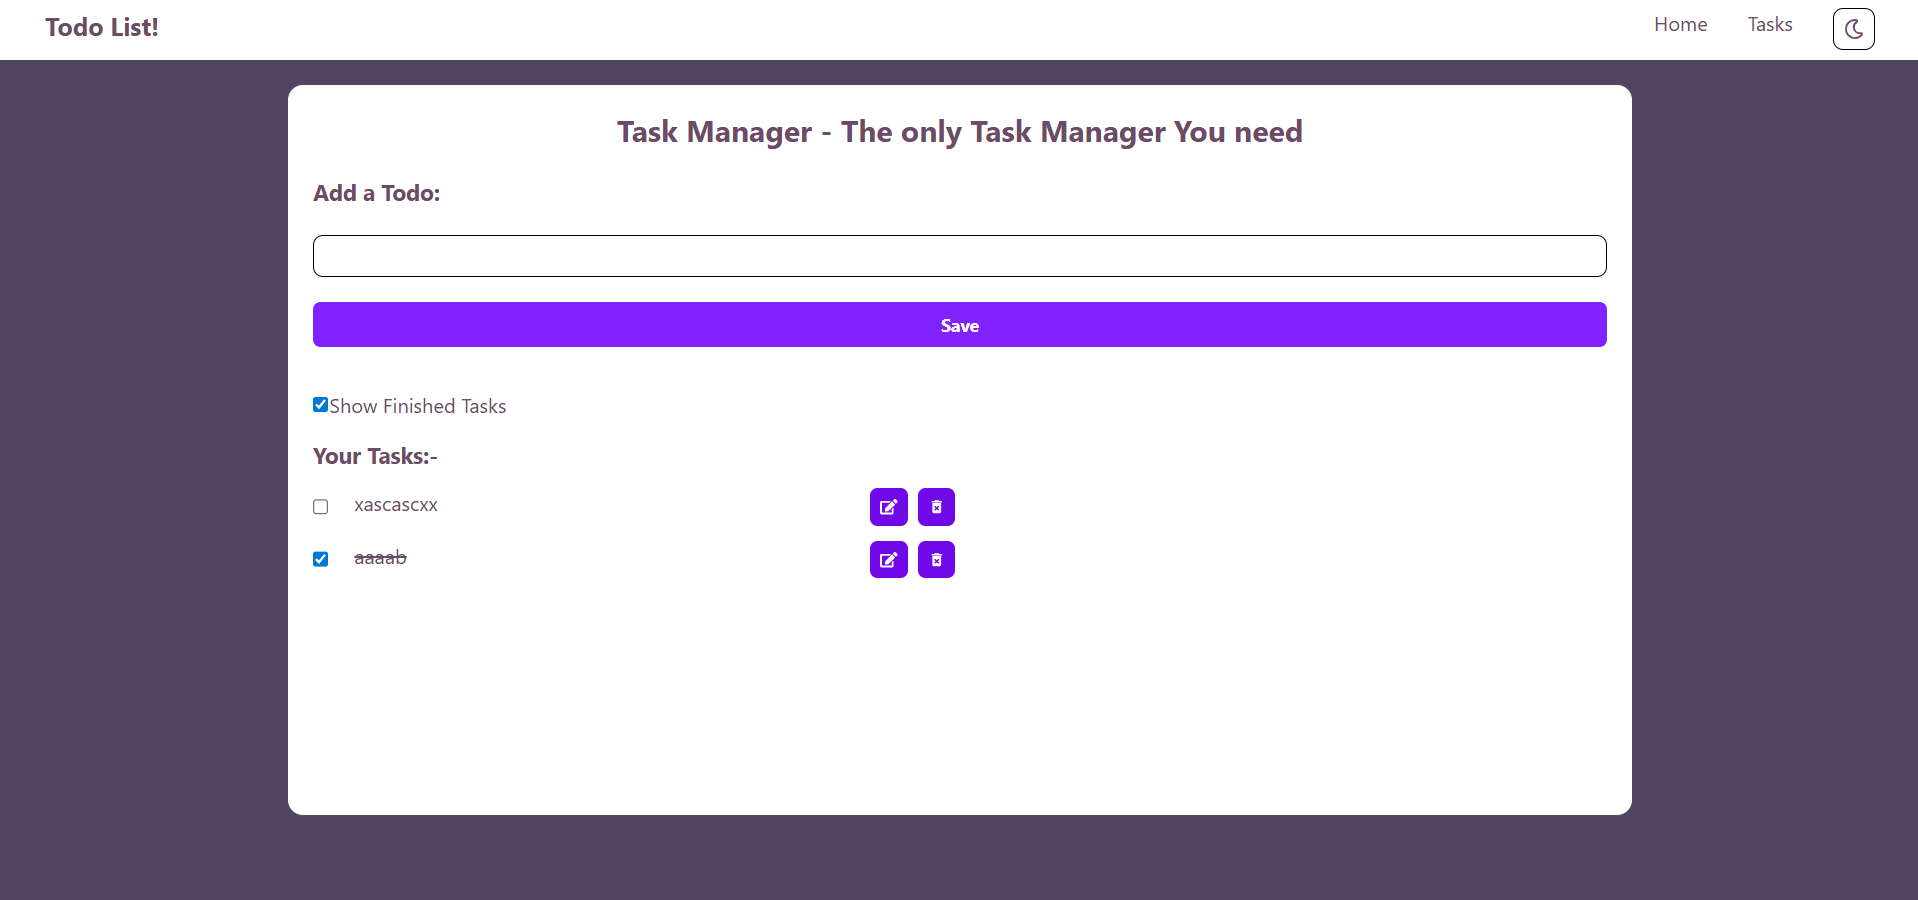 Todo List!
Home
Tasks
Task Manager - The only Task Manager You need
Add a Todo:
Save
Show Finished Tasks
Your Tasks:-
xascascxx
aaaab